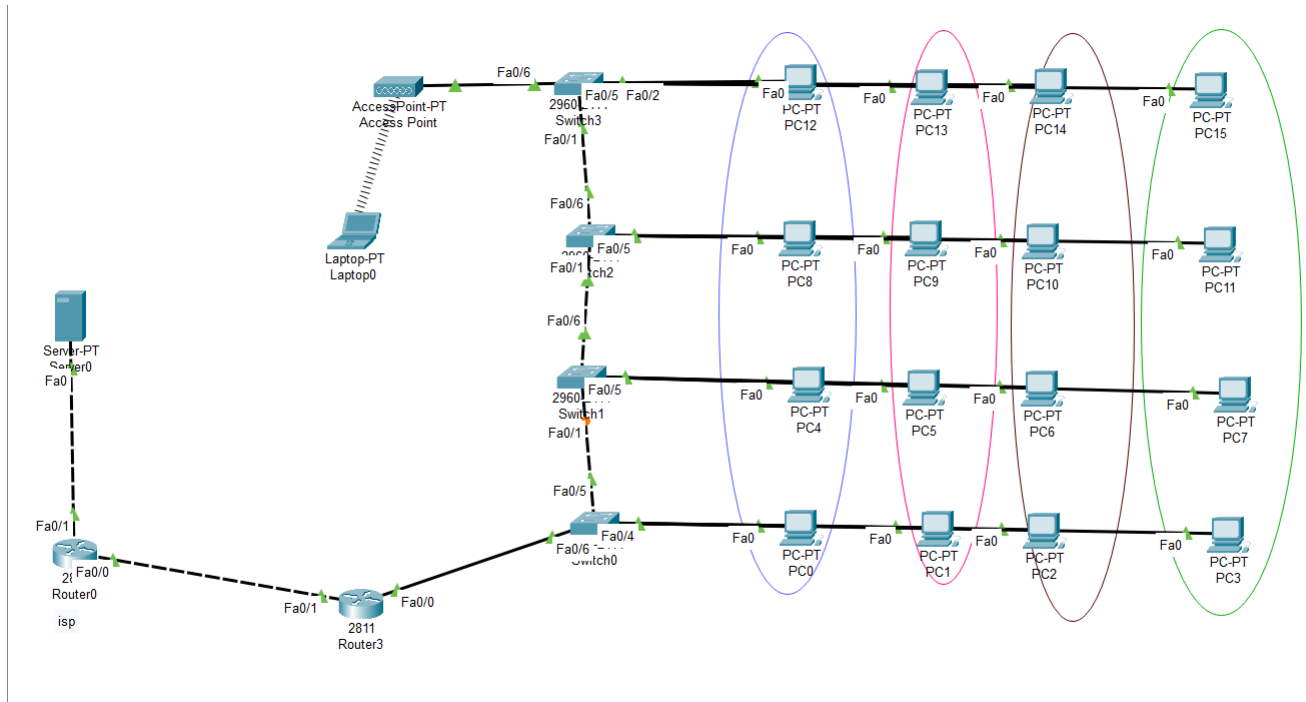 Fa0/6
Fa0/5
Fa0/2
AccessPoint-PT
Access Point
2960
Switch3
Fa0/1
Fa0
PC-PT
PC12
Fa0
PC-PT
PC13
Fa0
PC-PT
PC14
Fa0
PC-PT
PC15
Laptop-PT
Laptop0
Fa0/6
Fa0/5
Fa0/1
Fa0
PC-PT
PC8
Fa0
PC-PT
PC9
Fa0
PC-PT
PC10
Fa0
PC-PT
PC11
Server-PT
Server0
Fa0
Fa0/6
Fa0/5
2960
Switch1
Fa0/1
Fa0
PC-PT
PC4
Fa0
PC-PT
PC5
Fa0
PC-PT
PC6
Fa0
PC-PT
PC7
Fa0/5
Fa0/4
Fa0/6
Switch0
Fa0
PC-PT
PC0
Fa0
PC-PT
PC1
Fa0
PC-PT
PC2
Fa0
PC-PT
PC3
Fa0/1
Fa0/0
Router0
isp
Fa0/1
Fa0/0
2811
Router3